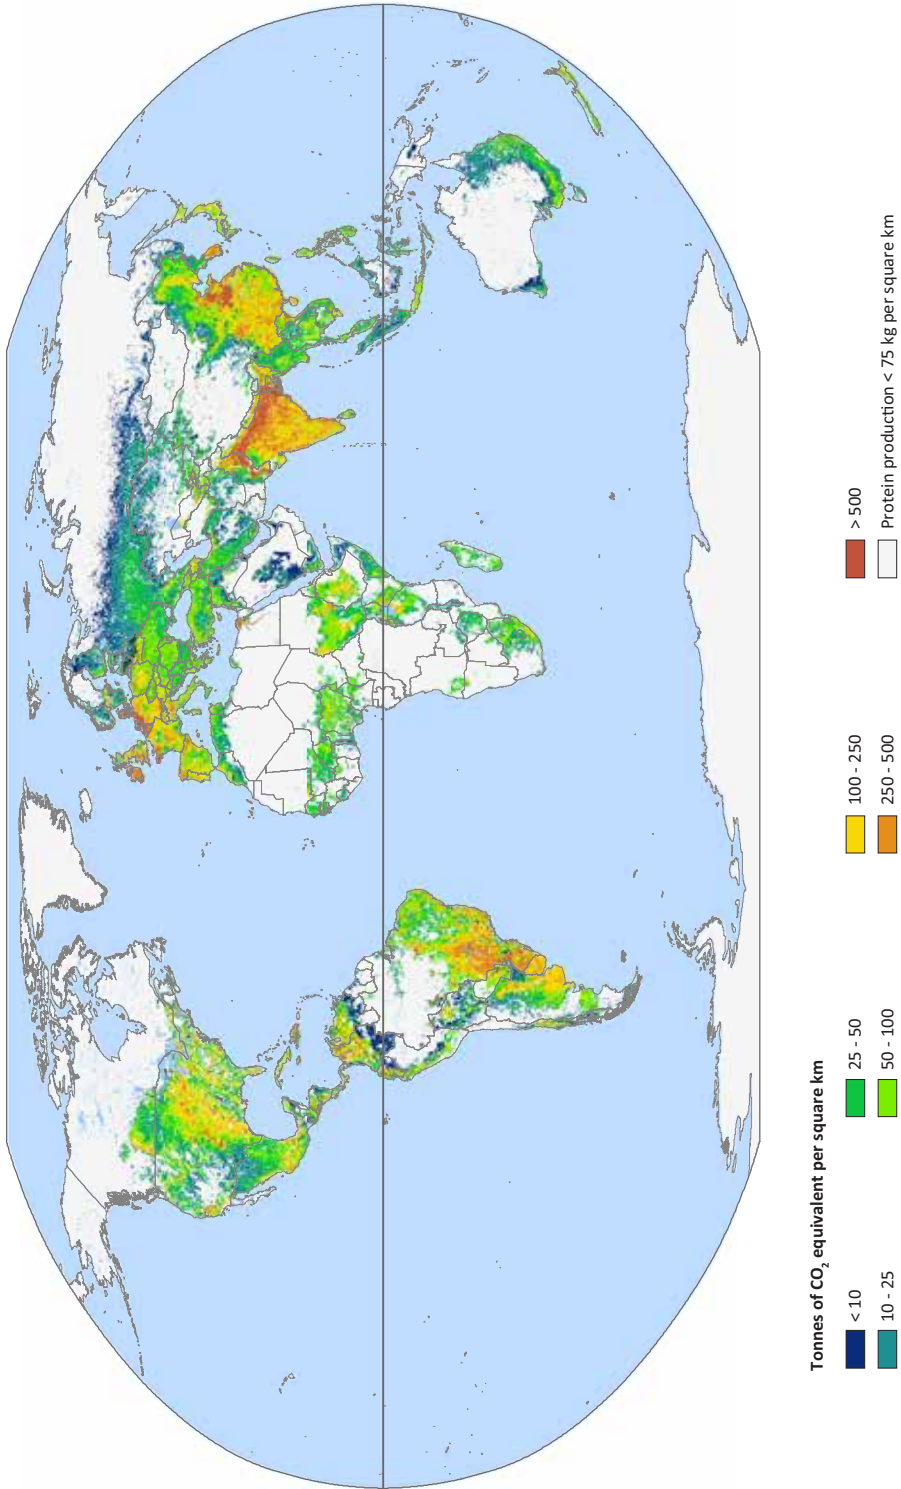 Tonnes of CO2 equivalent per square km
< 10
25 - 50
100 - 250
> 500
10 - 25
50 - 100
250 - 500
Protein production < 75 kg per square km